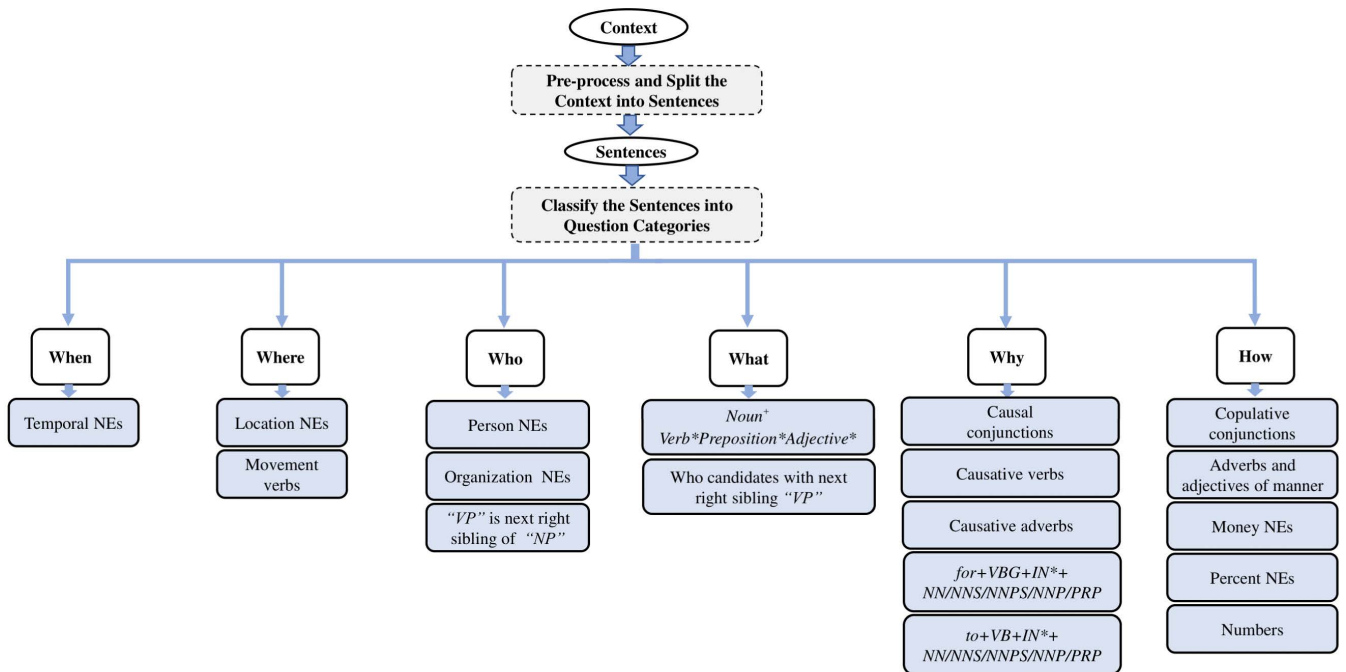 Context
Pre-process and Split the
Context into Sentences
Sentences
Classify the Sentences into
Question Categories
When
Temporal NEs
Where
Location NEs
Movement
verbs
Who
Person NEs
Organization NEs
“VP” is next right
sibling of “NP”
What
Noun⁺
Verb*Preposition*Adjective*
Who candidates with next
right sibling “VP”
Why
Causal
conjunctions
Causative verbs
Causative adverbs
for+VBG+IN*+
NN/NNS/NNPS/NNP/PRP
to+VB+IN*+
NN/NNS/NNPS/NNP/PRP
How
Copulative
conjunctions
Adverbs and
adjectives of manner
Money NEs
Percent NEs
Numbers